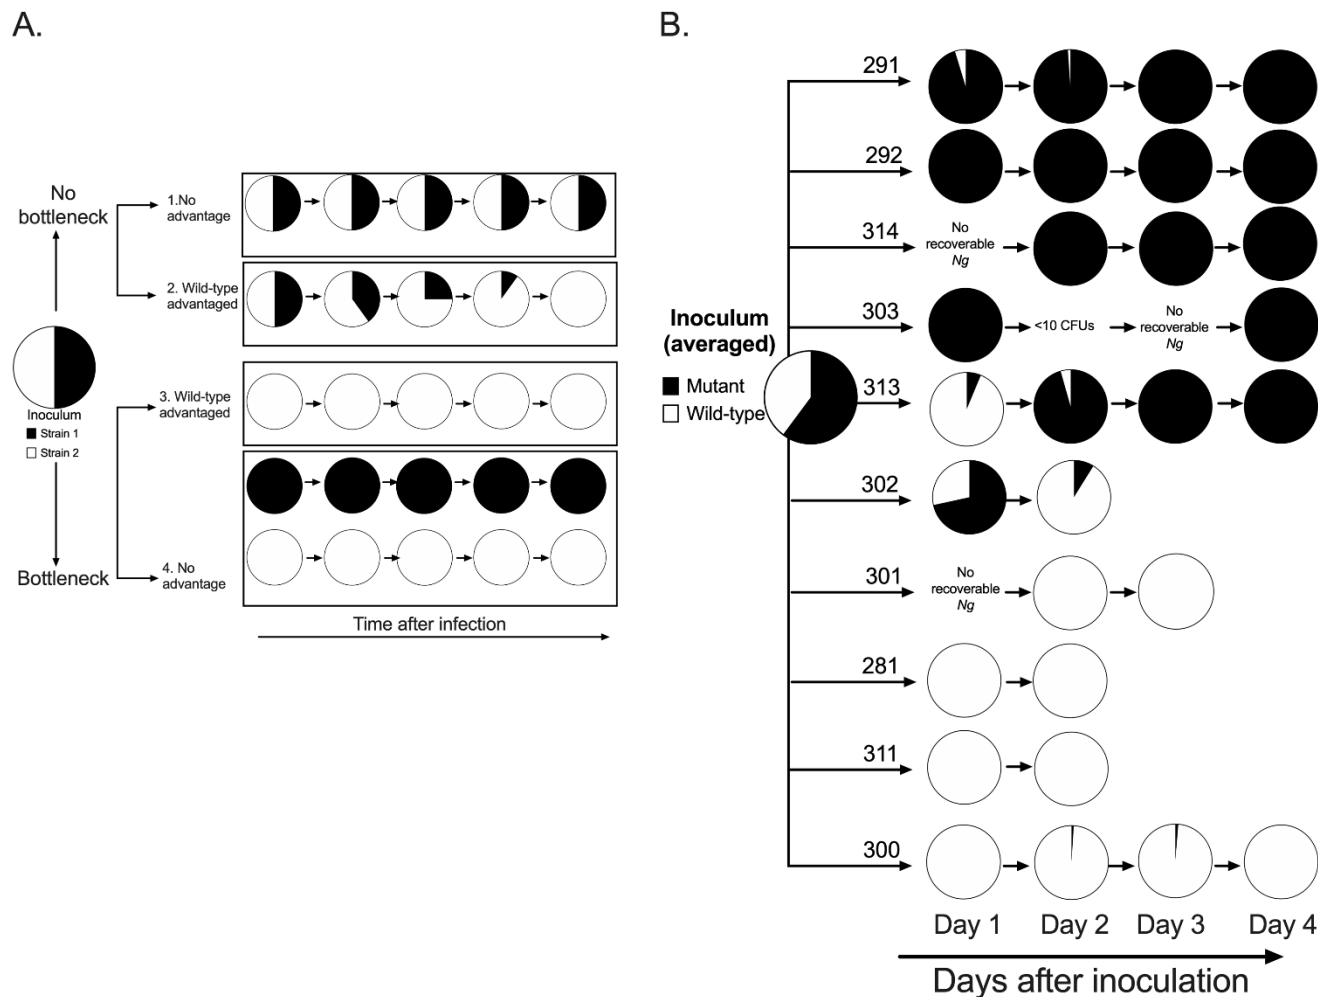 A.
No
bottleneck
1.No
advantage
2. Wild-type
advantaged
Inoculum
Strain 1
Strain 2
3. Wild-type
advantaged
4. No
advantage
Bottleneck
Time after infection
B.
Inoculum
(averaged)
Mutant
Wild-type
291
292
314
No
recoverable
Ng
303
<10 CFUs
No
recoverable
Ng
313
302
301
No
recoverable
Ng
281
311
300
Day 1 Day 2 Day 3 Day 4
Days after inoculation